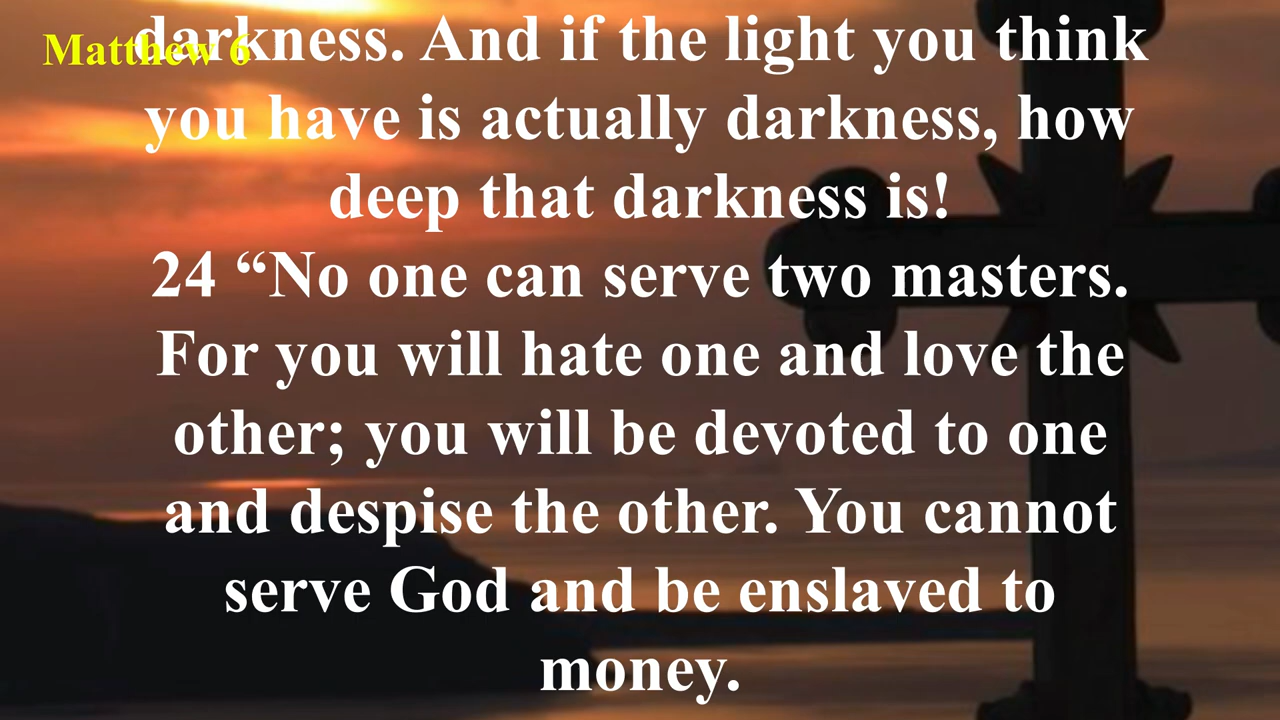 Matthew 6
darkness. And if the light you think
you have is actually darkness, how
deep that darkness is!
24 “No one can serve two masters.
For you will hate one and love the
other; you will be devoted to one
and despise the other. You cannot
serve God and be enslaved to
money.